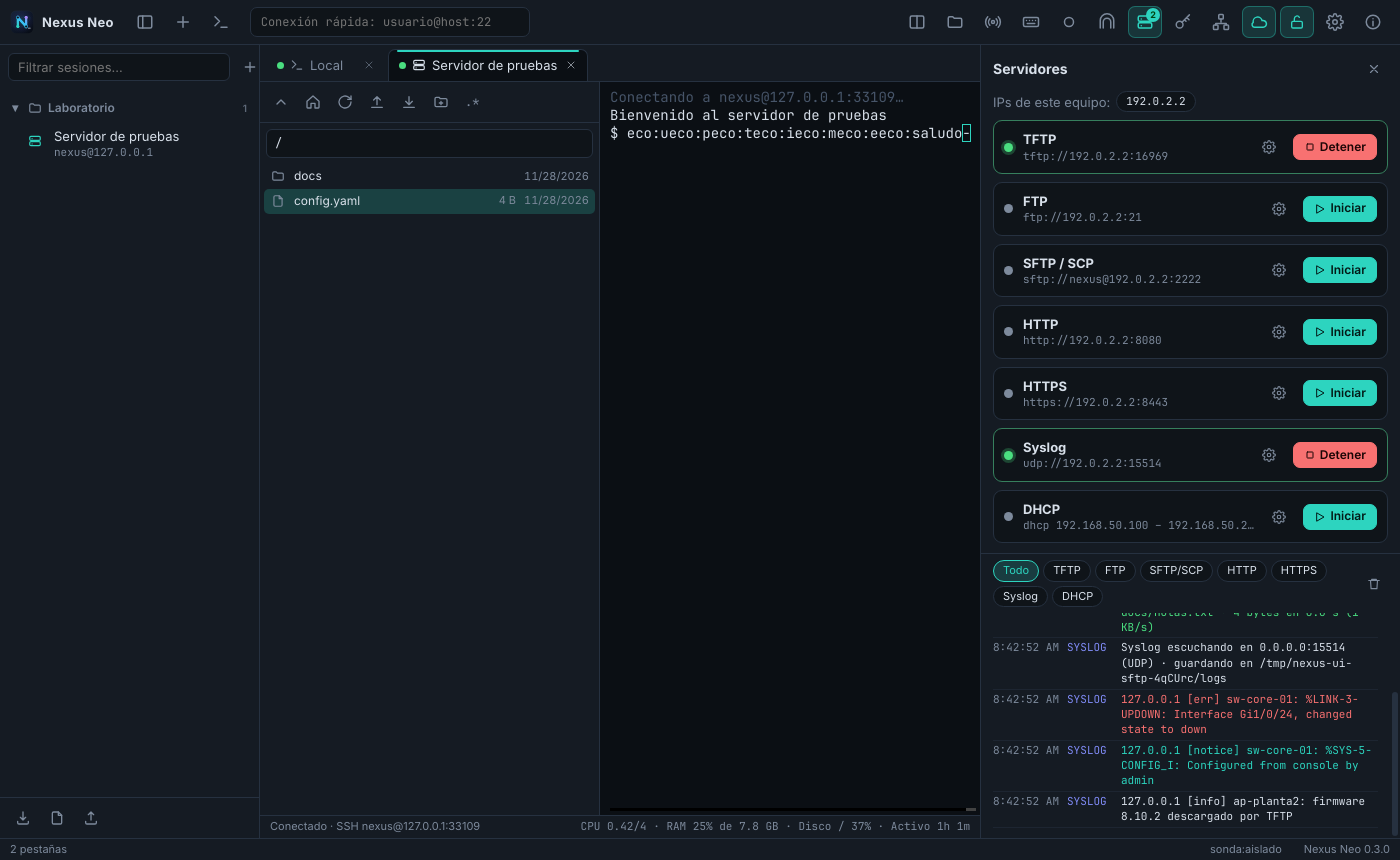 Nexus Neo
Conexión rápida: usuario@host:22
2
Filtrar sesiones...
Laboratorio 1
Servidor de pruebas
nexus@127.0.0.1
Local
Servidor de pruebas
.*
/
docs 11/28/2026
config.yaml 4 B 11/28/2026
Conectando a nexus@127.0.0.1:33109…
Bienvenido al servidor de pruebas
$ eco:ueco:peco:teco:ieco:meco:eeco:saludo-
Conectado · SSH nexus@127.0.0.1:33109
CPU 0.42/4 · RAM 25% de 7.8 GB · Disco / 37% · Activo 1h 1m
Servidores
IPs de este equipo: 192.0.2.2
TFTP
tftp://192.0.2.2:16969
Detener
FTP
ftp://192.0.2.2:21
Iniciar
SFTP / SCP
sftp://nexus@192.0.2.2:2222
Iniciar
HTTP
http://192.0.2.2:8080
Iniciar
HTTPS
https://192.0.2.2:8443
Iniciar
Syslog
udp://192.0.2.2:15514
Detener
DHCP
dhcp 192.168.50.100 – 192.168.50.2…
Iniciar
Todo TFTP FTP SFTP/SCP HTTP HTTPS
Syslog DHCP
KB/s)
8:42:52 AM SYSLOG Syslog escuchando en 0.0.0.0:15514
(UDP) · guardando en /tmp/nexus-ui-
sftp-4qCUrc/logs
8:42:52 AM SYSLOG 127.0.0.1 [err] sw-core-01: %LINK-3-
UPDOWN: Interface Gi1/0/24, changed
state to down
8:42:52 AM SYSLOG 127.0.0.1 [notice] sw-core-01: %SYS-5-
CONFIG_I: Configured from console by
admin
8:42:52 AM SYSLOG 127.0.0.1 [info] ap-planta2: firmware
8.10.2 descargado por TFTP
2 pestañas
sonda:aislado
Nexus Neo 0.3.0